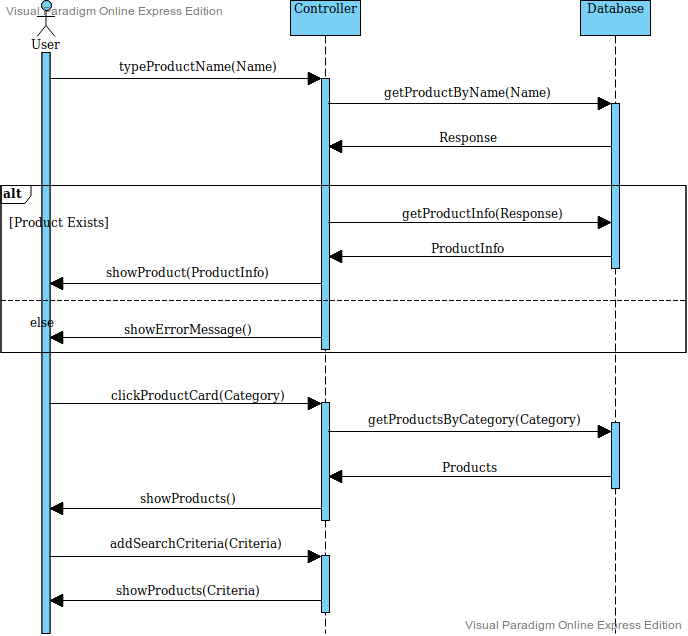 Visual Paradigm Online Express Edition
Controller
Database
User
typeProductName(Name)
getProductByName(Name)
Response
alt
[Product Exists]
getProductInfo(Response)
ProductInfo
showProduct(ProductInfo)
else
showErrorMessage()
clickProductCard(Category)
getProductsByCategory(Category)
Products
showProducts()
addSearchCriteria(Criteria)
showProducts(Criteria)
Visual Paradigm Online Express Edition